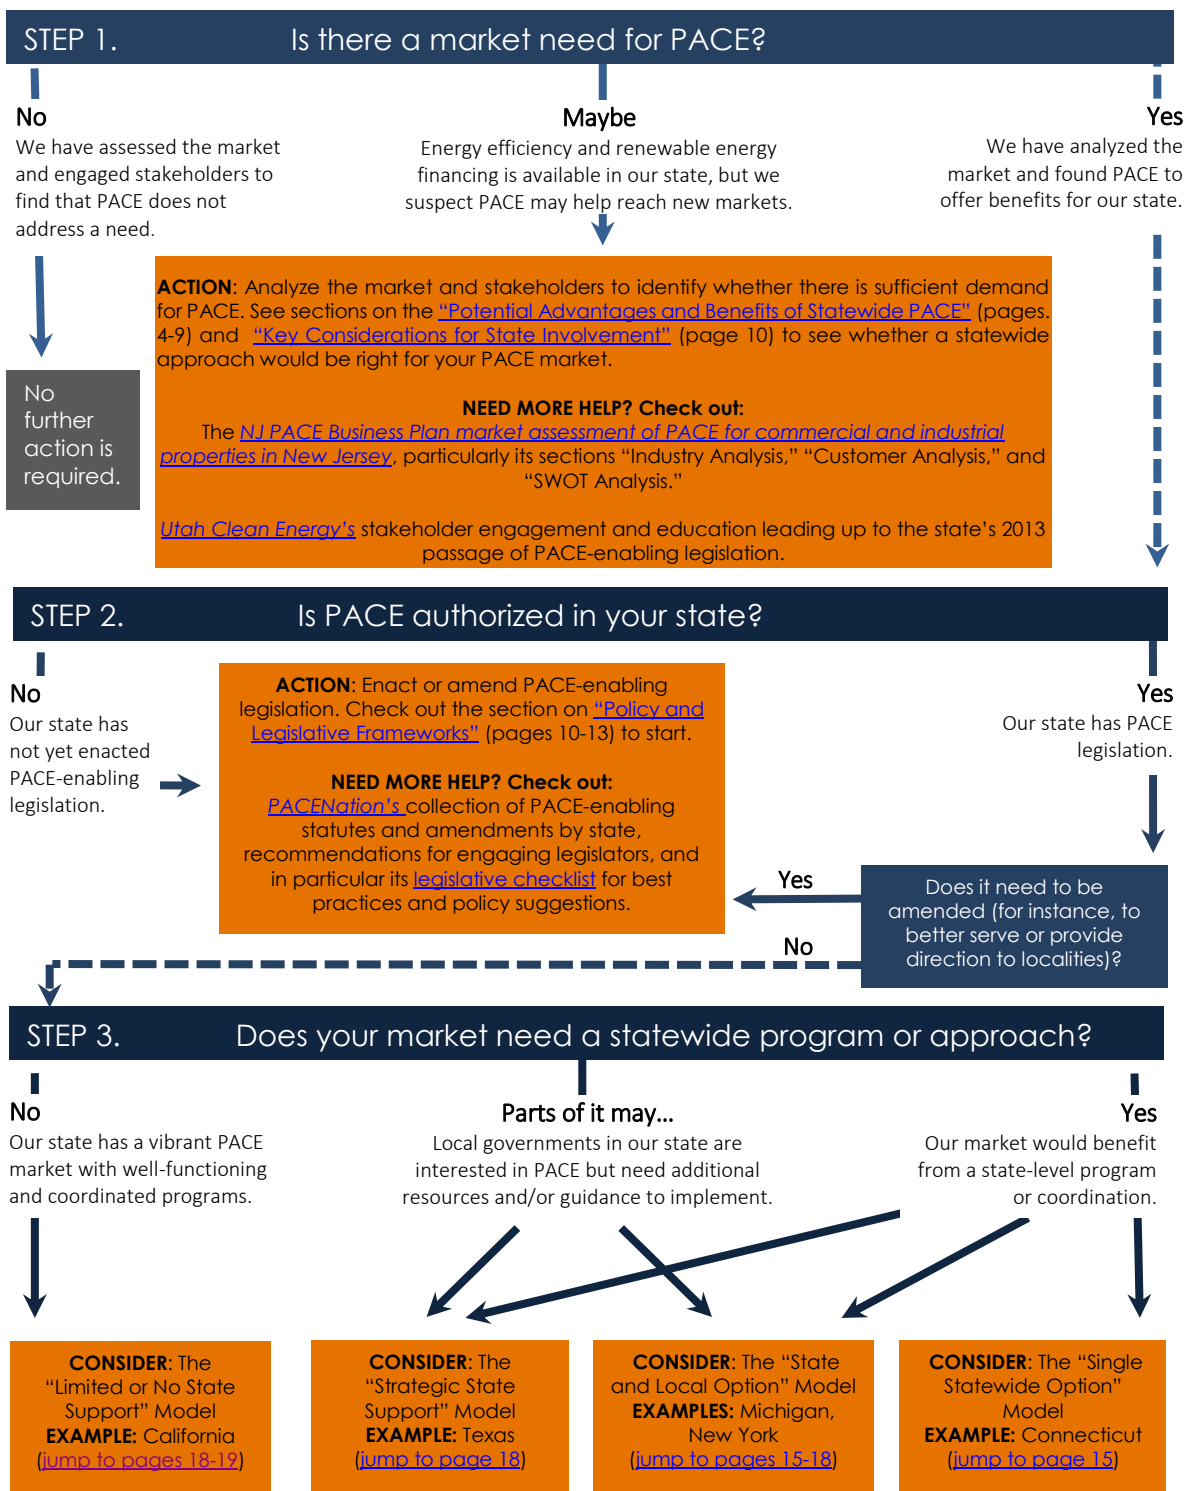 STEP 1. Is there a market need for PACE?
No
We have assessed the market
and engaged stakeholders to
find that PACE does not
address a need.
Maybe
Energy efficiency and renewable energy
financing is available in our state, but we
suspect PACE may help reach new markets.
Yes
We have analyzed the
market and found PACE to
offer benefits for our state.
No
further
action is
required.
ACTION: Analyze the market and stakeholders to identify whether there is sufficient demand
for PACE. See sections on the “Potential Advantages and Benefits of Statewide PACE” (pages.
4-9) and “Key Considerations for State Involvement” (page 10) to see whether a statewide
approach would be right for your PACE market.
NEED MORE HELP? Check out:
The NJ PACE Business Plan market assessment of PACE for commercial and industrial
properties in New Jersey, particularly its sections “Industry Analysis,” “Customer Analysis,” and
“SWOT Analysis.”
Utah Clean Energy’s stakeholder engagement and education leading up to the state’s 2013
passage of PACE-enabling legislation.
STEP 2. Is PACE authorized in your state?
No
Our state has
not yet enacted
PACE-enabling
legislation.
ACTION: Enact or amend PACE-enabling
legislation. Check out the section on “Policy and
Legislative Frameworks” (pages 10-13) to start.
NEED MORE HELP? Check out:
PACENation’s collection of PACE-enabling
statutes and amendments by state,
recommendations for engaging legislators, and
in particular its legislative checklist for best
practices and policy suggestions.
Yes
Our state has PACE
legislation.
Does it need to be
amended (for instance, to
better serve or provide
direction to localities)?
Yes
No
STEP 3. Does your market need a statewide program or approach?
No
Our state has a vibrant PACE
market with well-functioning
and coordinated programs.
Parts of it may...
Local governments in our state are
interested in PACE but need additional
resources and/or guidance to implement.
Yes
Our market would benefit
from a state-level program
or coordination.
CONSIDER: The
“Limited or No State
Support” Model
EXAMPLE: California
(jump to pages 18-19)
CONSIDER: The
“Strategic State
Support” Model
EXAMPLE: Texas
(jump to page 18)
CONSIDER: The “State
and Local Option” Model
EXAMPLES: Michigan,
New York
(jump to pages 15-18)
CONSIDER: The “Single
Statewide Option”
Model
EXAMPLE: Connecticut
(jump to page 15)